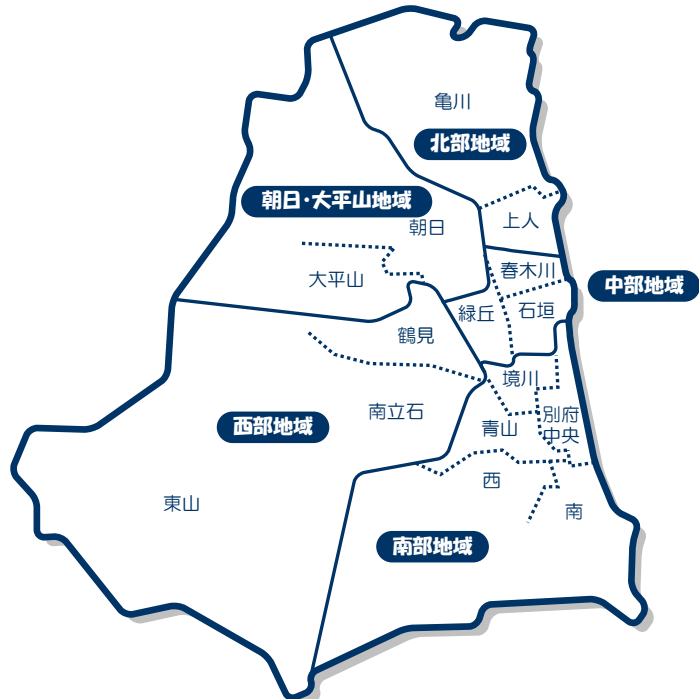 亀川
北部地域
朝日・大平山地域
上人
朝日
春木川
大平山
中部地域
緑丘
石垣
鶴見
境川
南立石
別府
中央
西部地域
青山
西
東山
南
南部地域